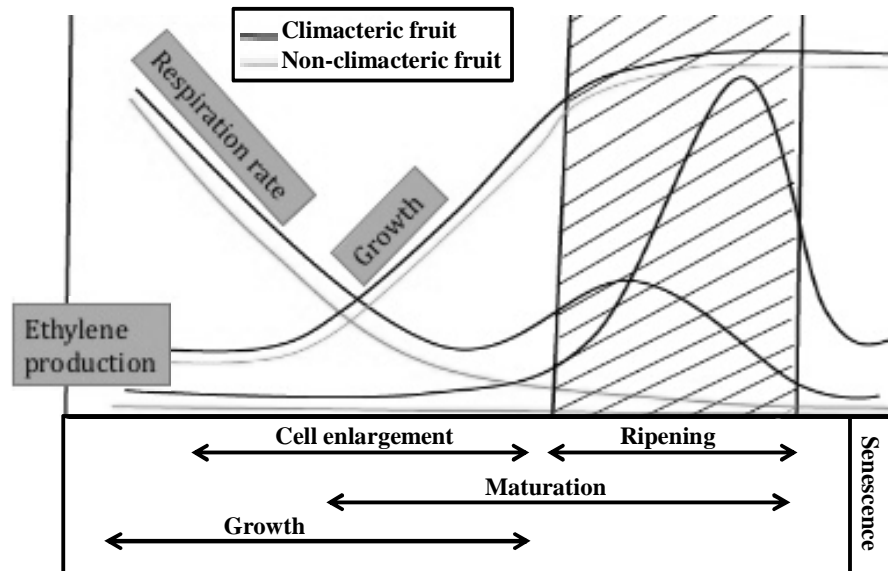 Climacteric fruit
Non-climacteric fruit
Respiration rate
Growth
Ethylene
production
Cell enlargement
Ripening
Maturation
Growth
Senescence